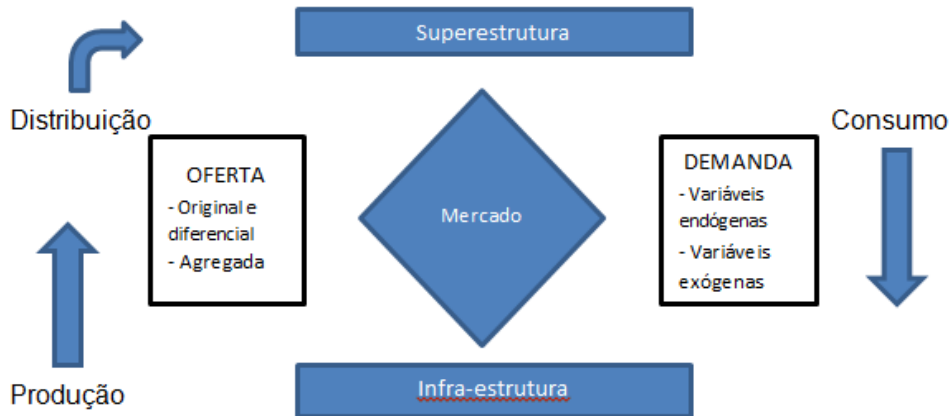 Superestrutura
Distribuição
Consumo
OFERTA
- Original e
diferencial
- Agregada
Mercado
DEMANDA
- Variáveis
endógenas
- Variáveis
exógenas
Produção
Infra-estrutura